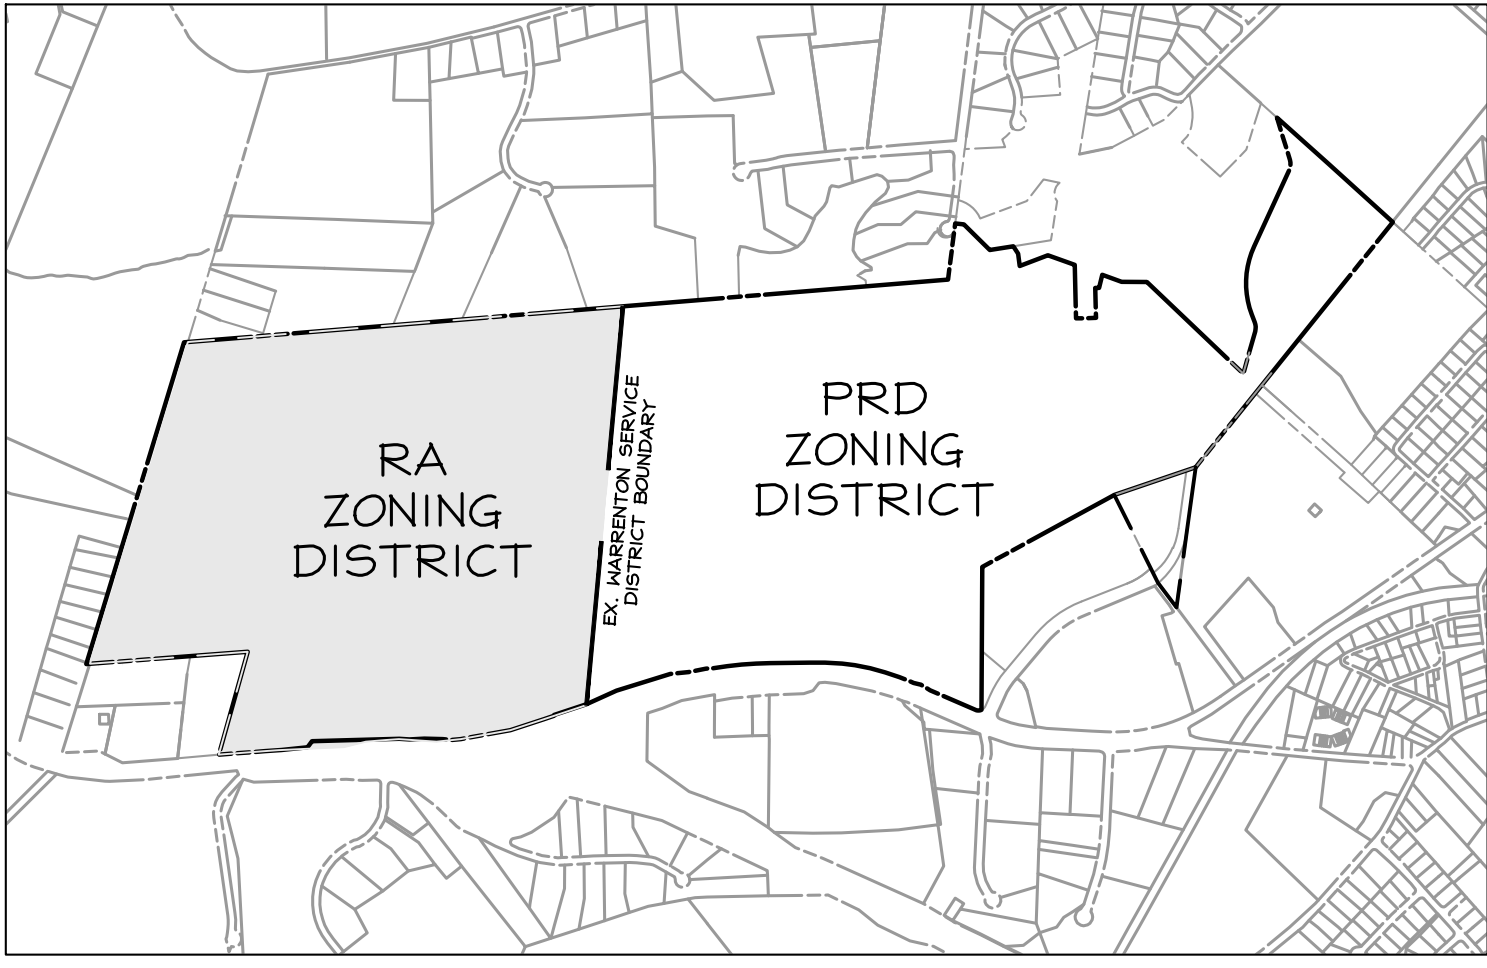 RA
ZONING
DISTRICT
EX. WARRENTON SERVICE
DISTRICT BOUNDARY
PRD
ZONING
DISTRICT